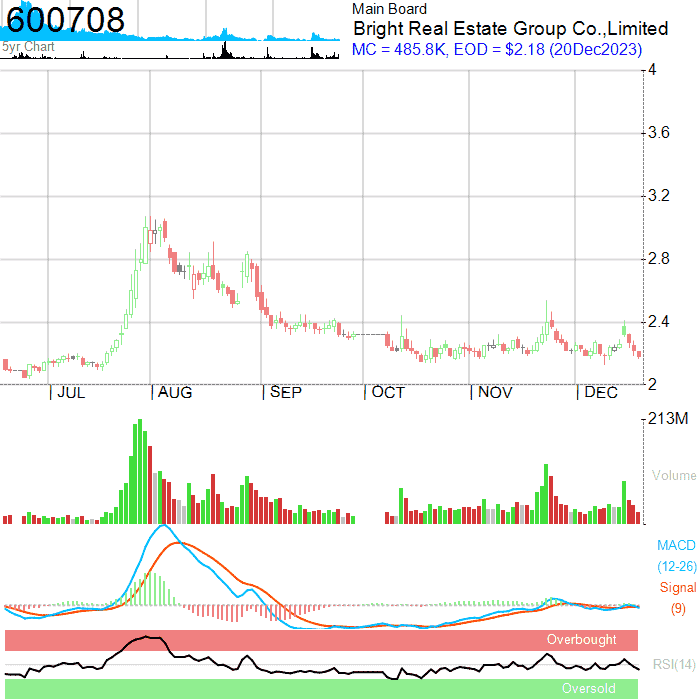 600708
5yr Chart
Main Board
Bright Real Estate Group Co.,Limited
MC = 485.8K, EOD = $2.18 (20Dec2023)
4
3.6
3.2
2.8
2.4
2
JUL AUG SEP OCT NOV DEC
213M
Volume
MACD
(12-26)
Signal
(9)
Overbought
RSI(14)
Oversold